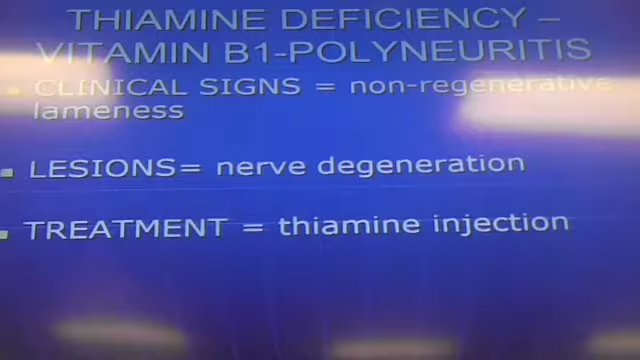 THIAMINE DEFICIENCY –
VITAMIN B1-POLYNEURITIS
CLINICAL SIGNS = non-regenerative
lameness
LESIONS= nerve degeneration
TREATMENT = thiamine injection